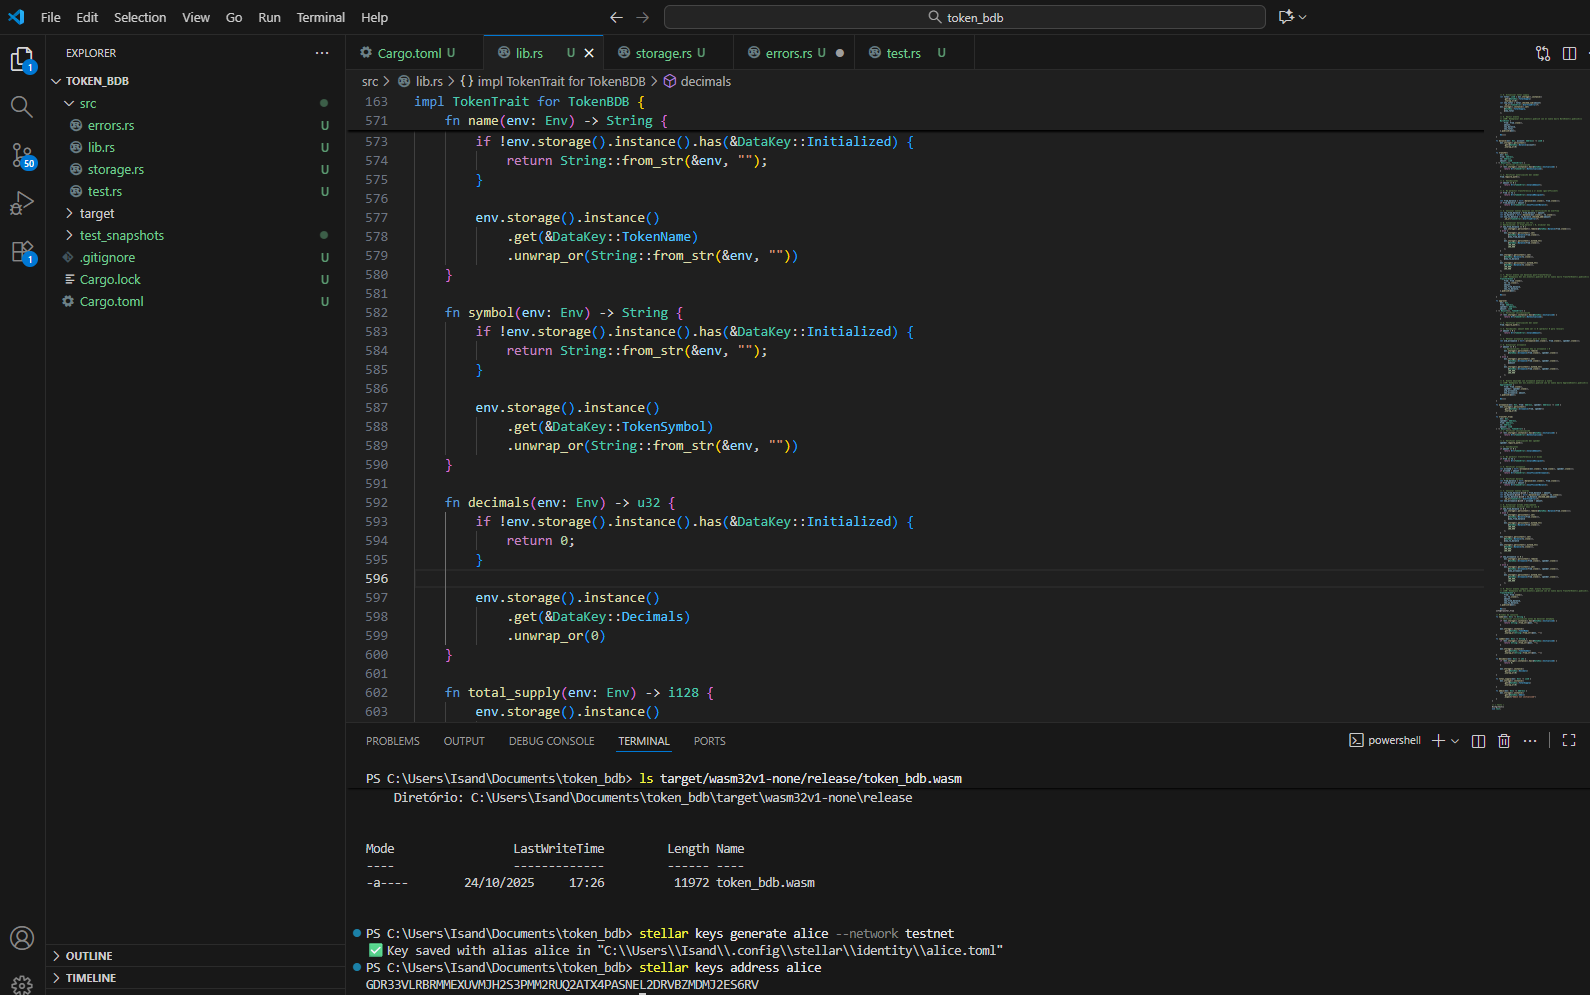 File Edit Selection View Go Run Terminal Help
token_bdb
EXPLORER
TOKEN_BDB
src
errors.rs U
lib.rs U
storage.rs U
test.rs U
target
test_snapshots
.gitignore U
Cargo.lock U
Cargo.toml U
OUTLINE
TIMELINE
1
50
1
Cargo.toml U lib.rs U storage.rs U errors.rs U test.rs U
src > lib.rs > {} impl TokenTrait for TokenBDB > decimals
163 impl TokenTrait for TokenBDB {
571 fn name(env: Env) -> String {
573 if !env.storage().instance().has(&DataKey::Initialized) {
574 return String::from_str(&env, "");
575 }
576
577 env.storage().instance()
578 .get(&DataKey::TokenName)
579 .unwrap_or(String::from_str(&env, ""))
580 }
581
582 fn symbol(env: Env) -> String {
583 if !env.storage().instance().has(&DataKey::Initialized) {
584 return String::from_str(&env, "");
585 }
586
587 env.storage().instance()
588 .get(&DataKey::TokenSymbol)
589 .unwrap_or(String::from_str(&env, ""))
590 }
591
592 fn decimals(env: Env) -> u32 {
593 if !env.storage().instance().has(&DataKey::Initialized) {
594 return 0;
595 }
596
597 env.storage().instance()
598 .get(&DataKey::Decimals)
599 .unwrap_or(0)
600 }
601
602 fn total_supply(env: Env) -> i128 {
603 env.storage().instance()
PROBLEMS OUTPUT DEBUG CONSOLE TERMINAL PORTS
powershell
PS C:\Users\Isand\Documents\token_bdb> ls target/wasm32v1-none/release/token_bdb.wasm
Diretório: C:\Users\Isand\Documents\token_bdb\target\wasm32v1-none\release
Mode LastWriteTime Length Name
---- ------------- ------ ----
-a---- 24/10/2025 17:26 11972 token_bdb.wasm
PS C:\Users\Isand\Documents\token_bdb> stellar keys generate alice --network testnet
✅ Key saved with alias alice in "C:\\Users\\Isand\\.config\\stellar\\identity\\alice.toml"
PS C:\Users\Isand\Documents\token_bdb> stellar keys address alice
GDR33VLRBRMMEXUVMJH2S3PMM2RUQ2ATX4PASNEL2DRVBZMDMJ2ES6RV